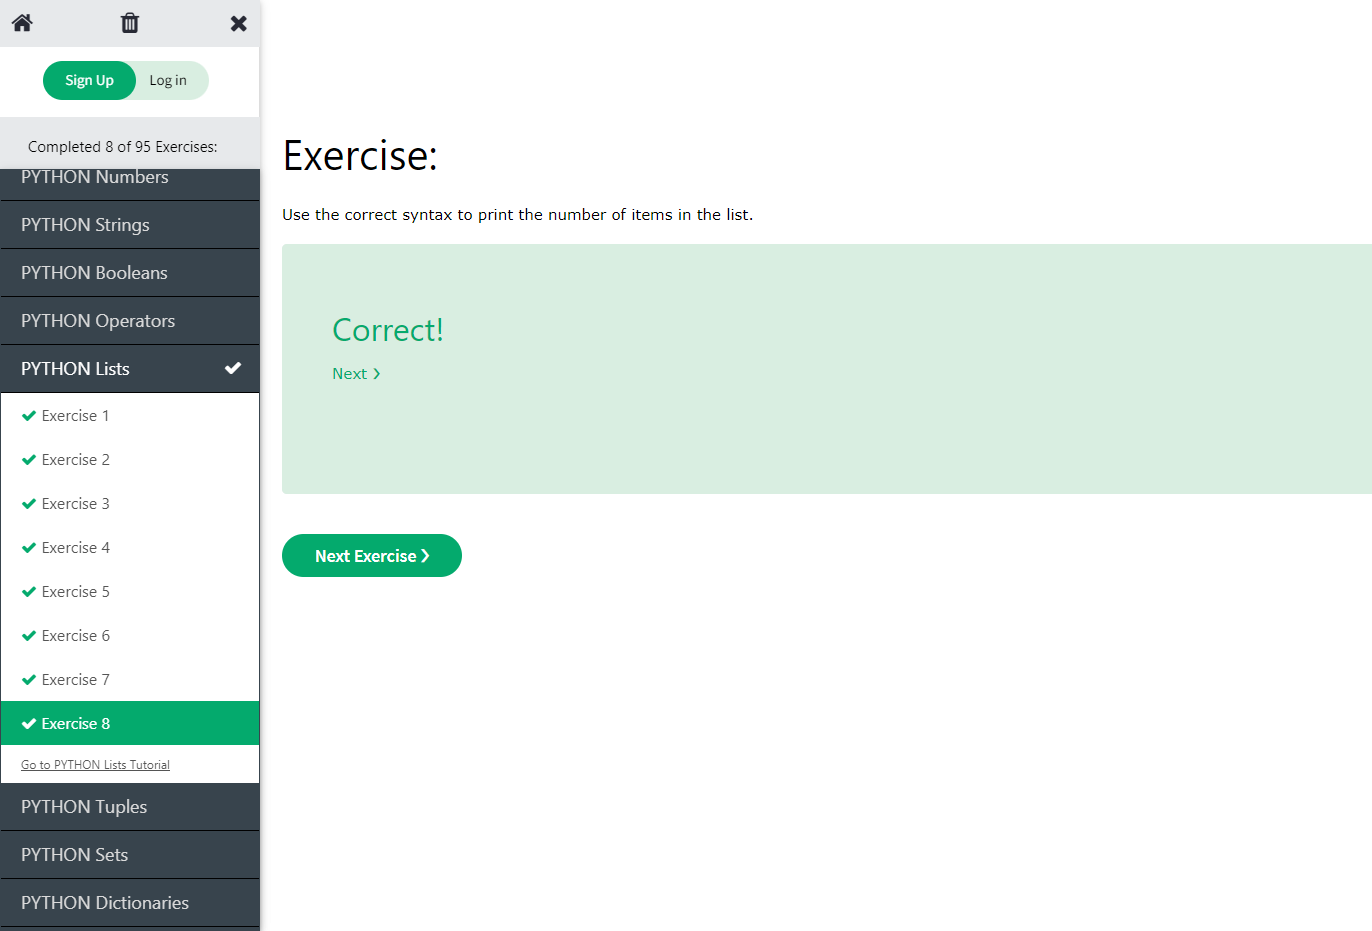 Sign Up Log in
Completed 8 of 95 Exercises:
PYTHON Numbers
PYTHON Strings
PYTHON Booleans
PYTHON Operators
PYTHON Lists
Exercise 1
Exercise 2
Exercise 3
Exercise 4
Exercise 5
Exercise 6
Exercise 7
Exercise 8
Go to PYTHON Lists Tutorial
PYTHON Tuples
PYTHON Sets
PYTHON Dictionaries
Exercise:
Use the correct syntax to print the number of items in the list.
Correct!
Next ❯
Next Exercise ❯